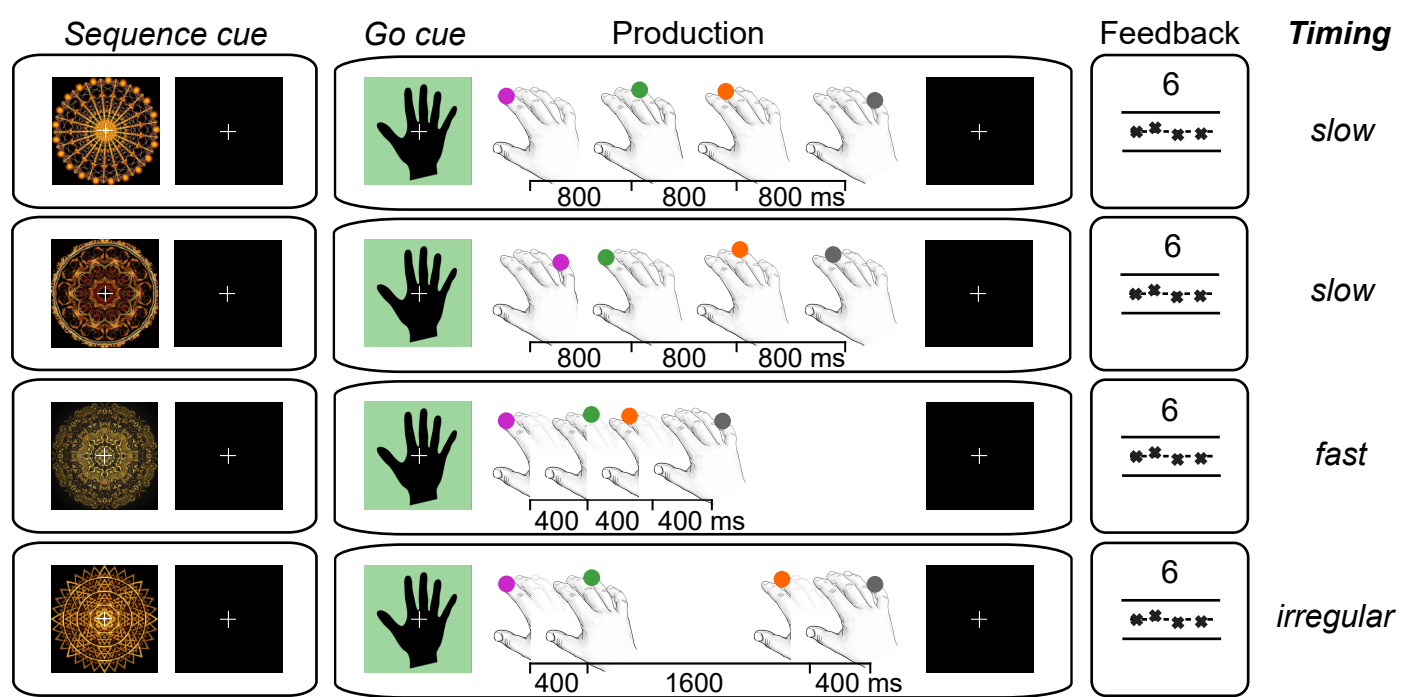 Sequence cue Go cue Production Feedback Timing
6
slow
800 800 800 ms
6
slow
800 800 800 ms
6
fast
400 400 400 ms
6
irregular
400 1600 400 ms